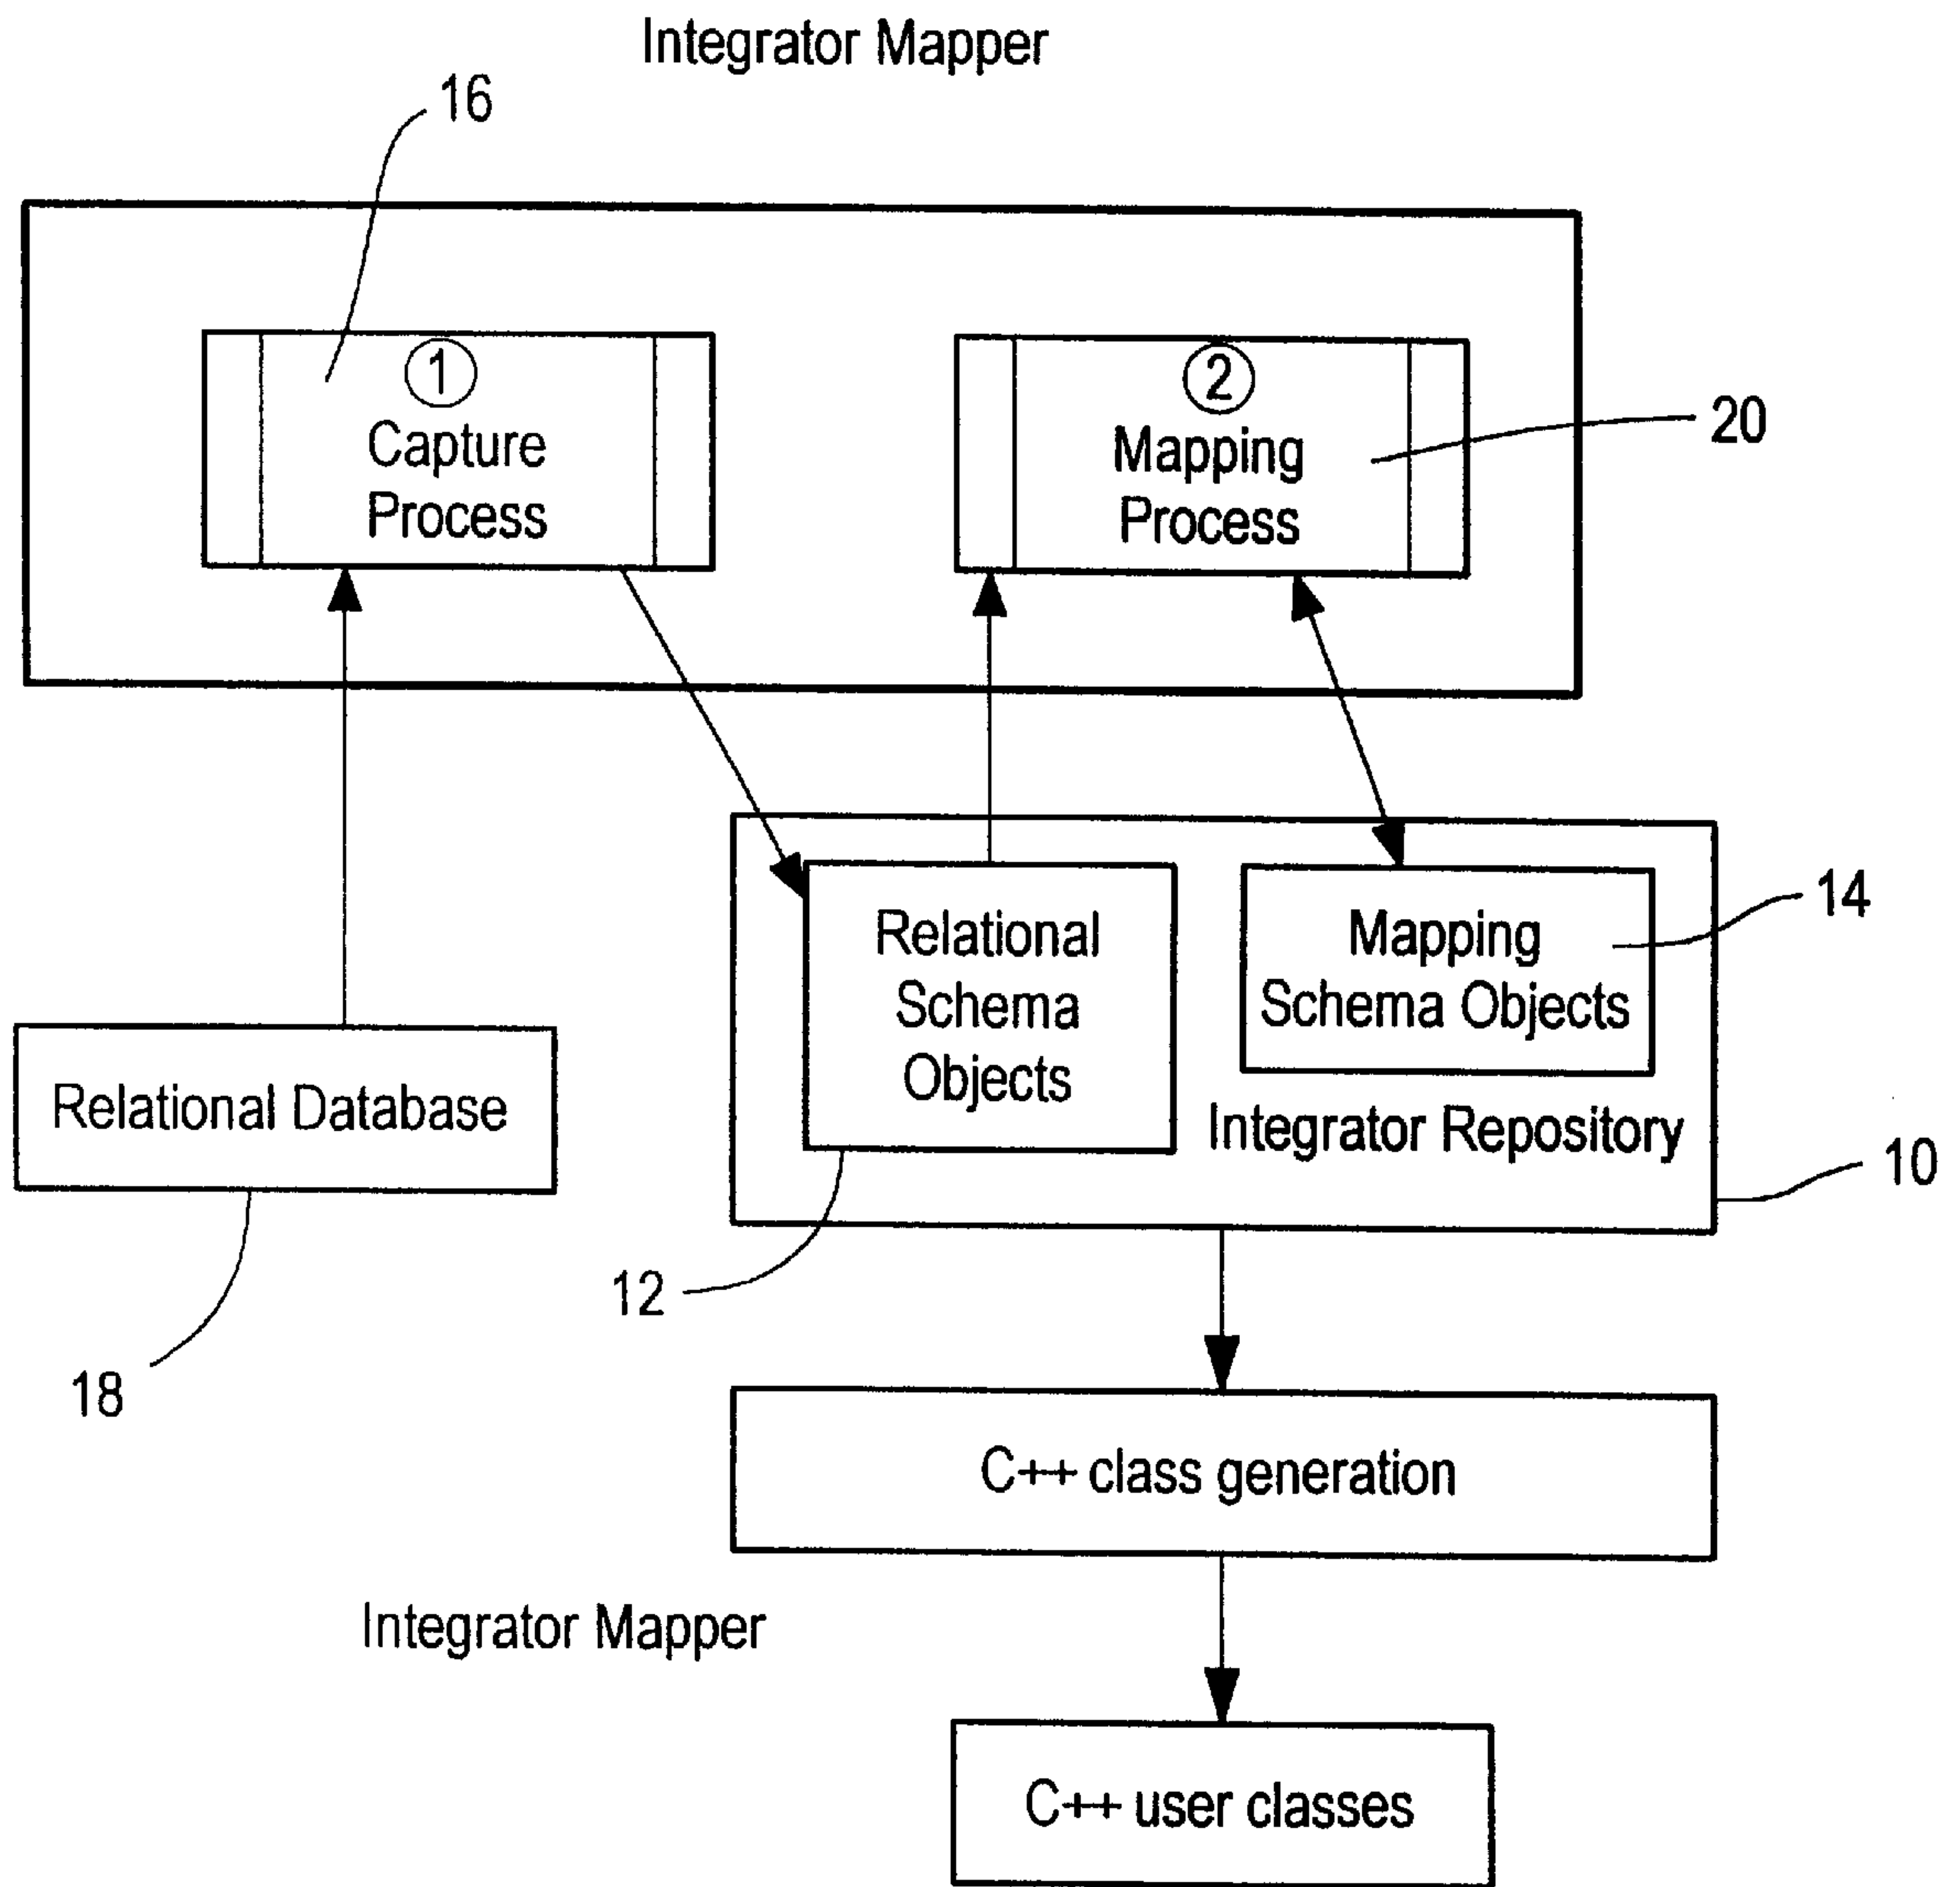 Integrator Mapper
16
1
Capture
Process
2
Mapping
Process
20
Relational
Schema
Objects
Mapping
Schema Objects
14
Integrator Repository
Relational Database
10
12
18
C++ class generation
Integrator Mapper
C++ user classes